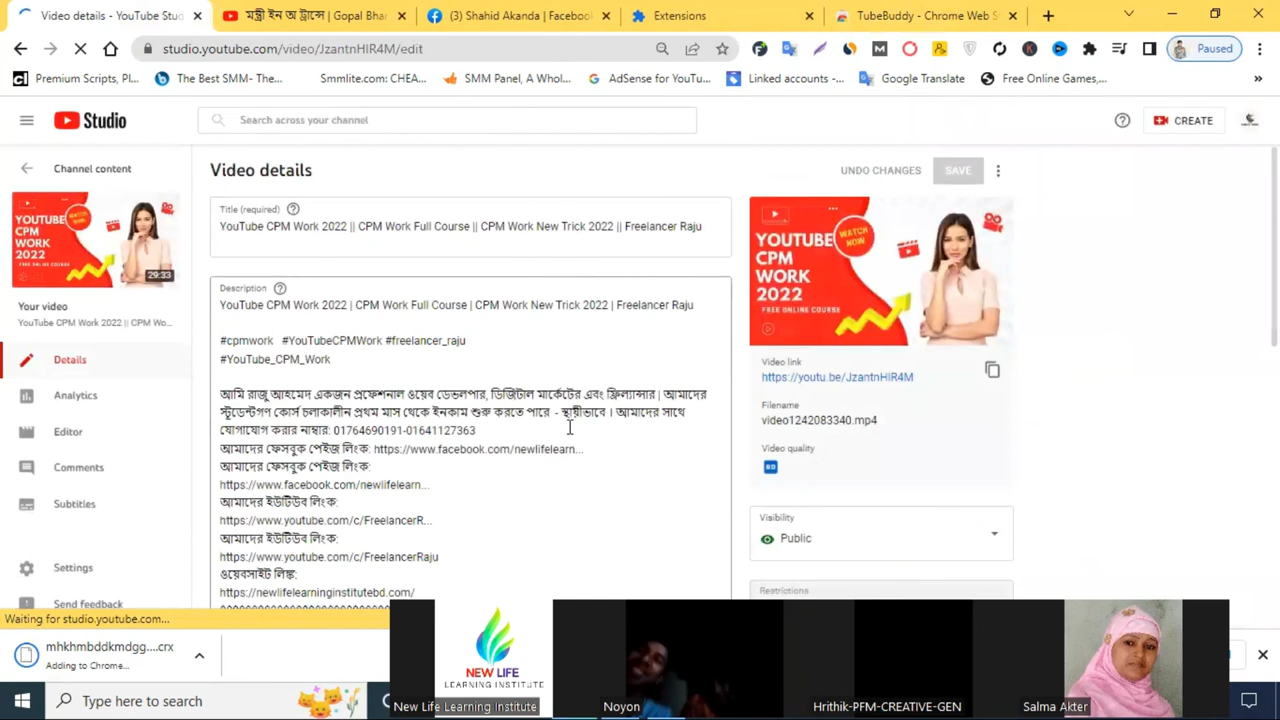 Video details - YouTube Stud
মন্ত্রী ইন অ ট্রান্সে | Gopal Bhar
(3) Shahid Akanda | Facebook
Extensions
TubeBuddy - Chrome Web S
studio.youtube.com/video/JzantnHIR4M/edit
Paused
Premium Scripts, Pl...
The Best SMM- The...
Smmlite.com: CHEA...
SMM Panel, A Whol...
AdSense for YouTu...
Linked accounts -...
Google Translate
Free Online Games,...
Studio
Search across your channel
CREATE
Channel content
Video details
UNDO CHANGES
SAVE
YOUTUBE
CPM
WORK
2022
WATCH NOW
FREE ONLINE COURSE
29:33
Your video
YouTube CPM Work 2022 || CPM Wo...
Details
Analytics
Editor
Comments
Subtitles
Settings
Send feedback
Title (required)
YouTube CPM Work 2022 || CPM Work Full Course || CPM Work New Trick 2022 || Freelancer Raju
Description
YouTube CPM Work 2022 | CPM Work Full Course | CPM Work New Trick 2022 | Freelancer Raju
#cpmwork #YouTubeCPMWork #freelancer_raju
#YouTube_CPM_Work
আমি রাজু আহমেদ একজন প্রফেশনাল ওয়েব ডেভলপার, ডিজিটাল মার্কেটের এবং ফ্রিল্যান্সার | আমাদের
স্টুডেন্টগণ কোর্স চলাকালীন প্রথম মাস থেকে ইনকাম শুরু করতে পারে - স্থায়ীভাবে । আমাদের সাথে
যোগাযোগ করার নাম্বার: 01764690191-01641127363
আমাদের ফেসবুক পেইজ লিংক: https://www.facebook.com/newlifelearn...
আমাদের ফেসবুক পেইজ লিংক:
https://www.facebook.com/newlifelearn...
আমাদের ইউটিউব লিংক:
https://www.youtube.com/c/FreelancerR...
আমাদের ইউটিউব লিংক:
https://www.youtube.com/c/FreelancerRaju
ওয়েবসাইট লিঙ্ক:
https://newlifelearninginstitutebd.com/
YOUTUBE
CPM
WORK
2022
WATCH
NOW
FREE ONLINE COURSE
Video link
https://youtu.be/JzantnHIR4M
Filename
video1242083340.mp4
Video quality
Visibility
Public
Restrictions
Waiting for studio.youtube.com...
mhkhmbddkmdgg....crx
Adding to Chrome...
Type here to search
NEW LIFE
LEARNING INSTITUTE
New Life Learning Institute
Noyon
Hrithik-PFM-CREATIVE-GEN
Salma Akter